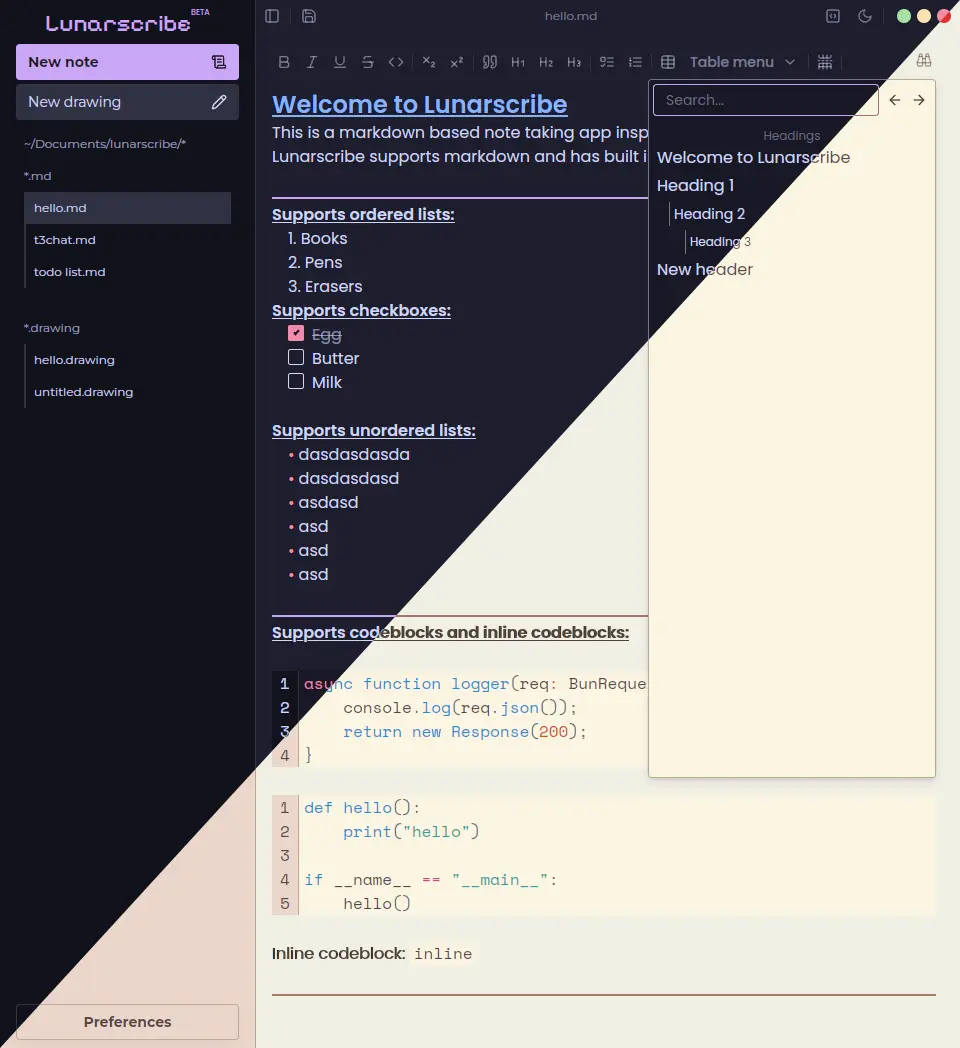 Lunarscribe BETA
New note
New drawing
~/Documents/lunarscribe/*
*.md
hello.md
t3chat.md
todo list.md
*.drawing
hello.drawing
untitled.drawing
Preferences
hello.md
B I U S <> X₂ X² H1 H2 H3 Table menu
Welcome to Lunarscribe
This is a markdown based note taking app insp
Lunarscribe supports markdown and has built i
Supports ordered lists:
1. Books
2. Pens
3. Erasers
Supports checkboxes:
Egg
Butter
Milk
Supports unordered lists:
• dasdasdasda
• dasdasdasd
• asdasd
• asd
• asd
• asd
Supports codeblocks and inline codeblocks:
1 async function logger(req: BunReque
2 console.log(req.json());
3 return new Response(200);
4 }
1 def hello():
2 print("hello")
3
4 if __name__ == "__main__":
5 hello()
Inline codeblock: inline
Search...
Headings
Welcome to Lunarscribe
Heading 1
Heading 2
Heading 3
New header